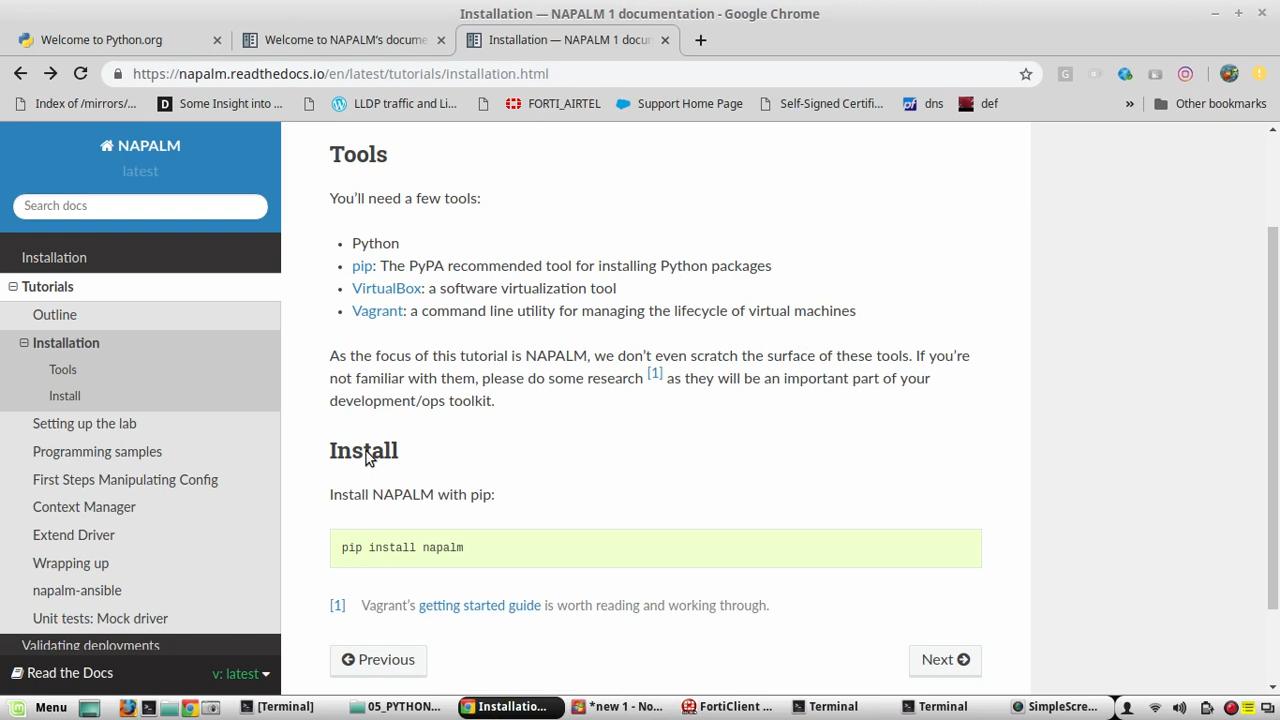 Installation — NAPALM 1 documentation - Google Chrome
Welcome to Python.org
Welcome to NAPALM's docume
Installation — NAPALM 1 docum
https://napalm.readthedocs.io/en/latest/tutorials/installation.html
Index of /mirrors/...
Some Insight into ...
LLDP traffic and Li...
FORTI_AIRTEL
Support Home Page
Self-Signed Certifi...
dns
def
» Other bookmarks
NAPALM
latest
Search docs
Installation
Tutorials
Outline
Installation
Tools
Install
Setting up the lab
Programming samples
First Steps Manipulating Config
Context Manager
Extend Driver
Wrapping up
napalm-ansible
Unit tests: Mock driver
Validating deployments
Read the Docs v: latest
Tools
You'll need a few tools:
• Python
• pip: The PyPA recommended tool for installing Python packages
• VirtualBox: a software virtualization tool
• Vagrant: a command line utility for managing the lifecycle of virtual machines
As the focus of this tutorial is NAPALM, we don't even scratch the surface of these tools. If you're
not familiar with them, please do some research [1] as they will be an important part of your
development/ops toolkit.
Install
Install NAPALM with pip:
pip install napalm
[1] Vagrant's getting started guide is worth reading and working through.
Previous
Next
Menu
[Terminal]
05_PYTHON...
Installatio...
*new 1 - No...
FortiClient ...
Terminal
Terminal
SimpleScre...